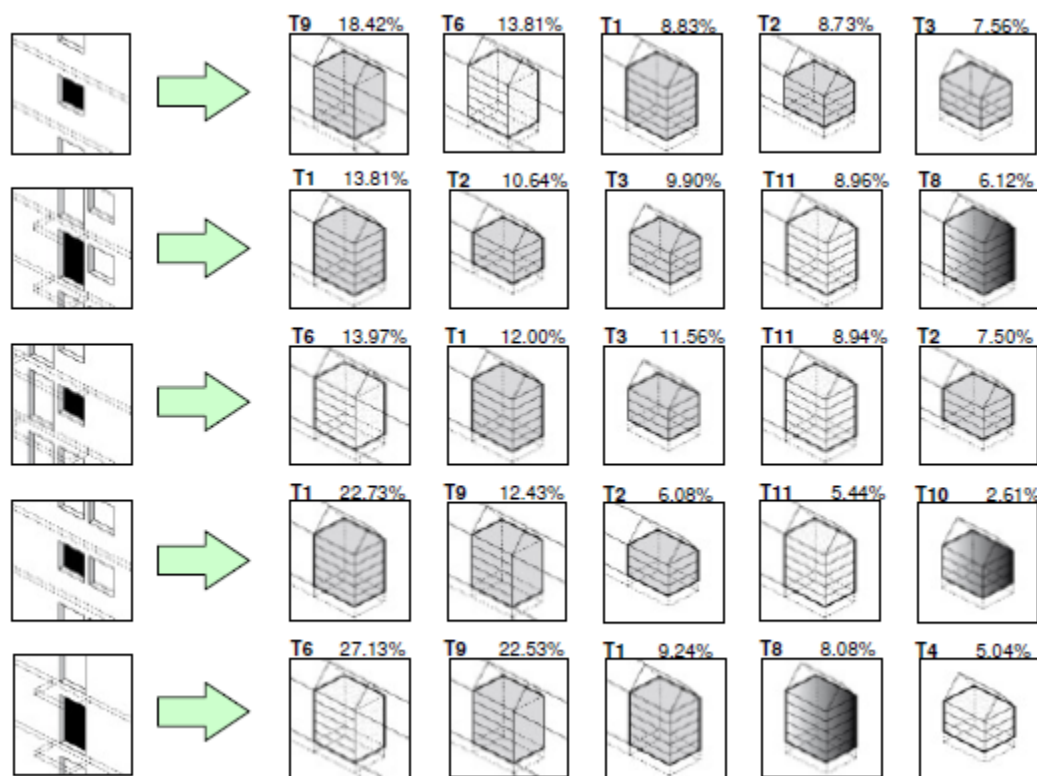 T9 18.42% T6 13.81% T1 8.83% T2 8.73% T3 7.56%
T1 13.81% T2 10.64% T3 9.90% T11 8.96% T8 6.12%
T6 13.97% T1 12.00% T3 11.56% T11 8.94% T2 7.50%
T1 22.73% T9 12.43% T2 6.08% T11 5.44% T10 2.61%
T6 27.13% T9 22.53% T1 9.24% T8 8.08% T4 5.04%